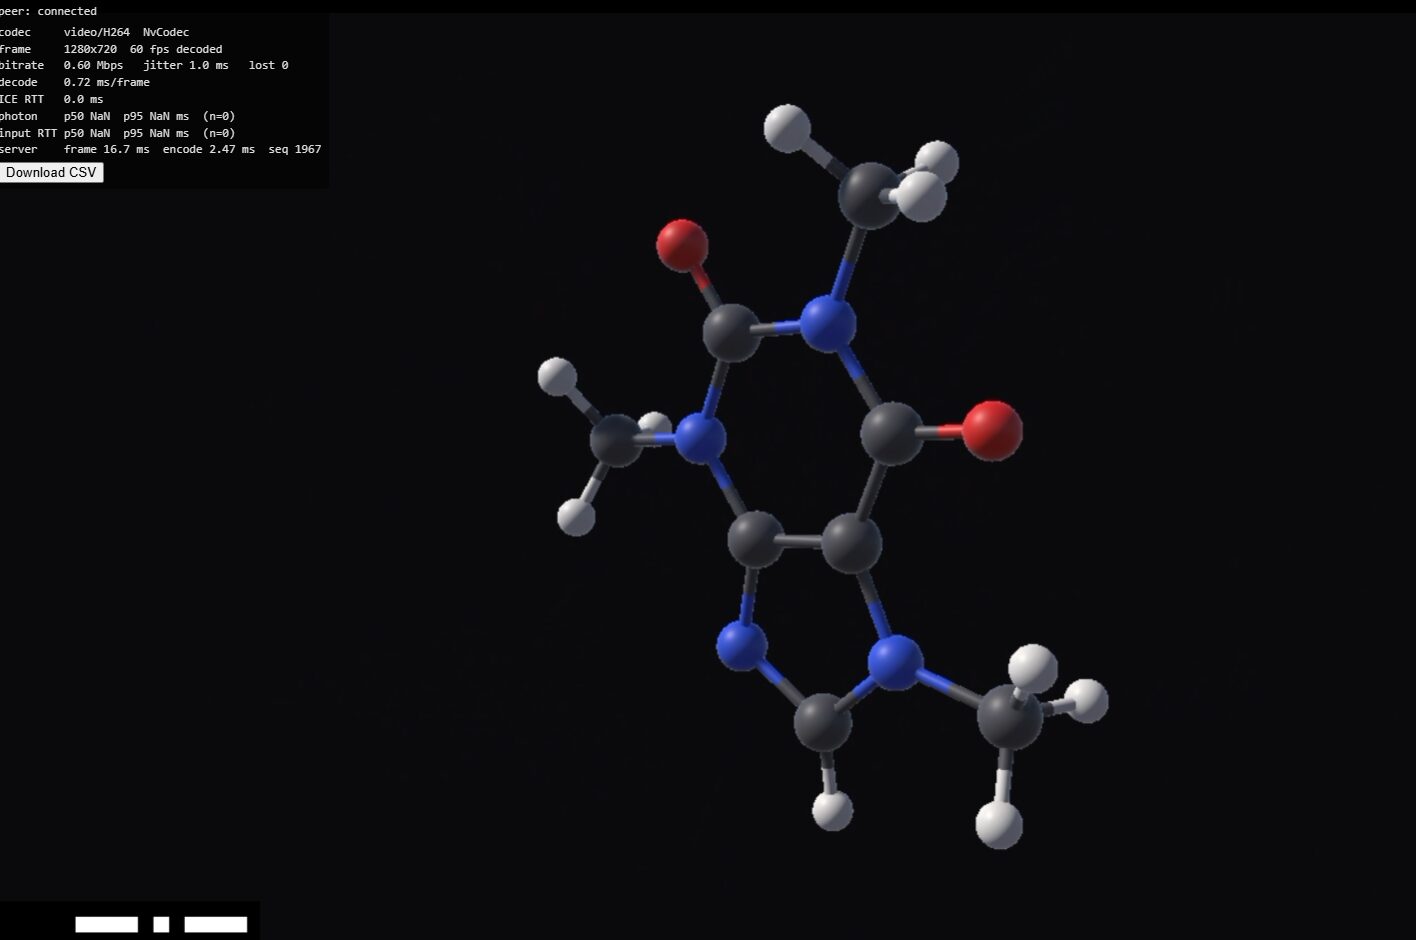 peer: connected
codec video/H264 NvCodec
frame 1280x720 60 fps decoded
bitrate 0.60 Mbps jitter 1.0 ms lost 0
decode 0.72 ms/frame
ICE RTT 0.0 ms
photon p50 NaN p95 NaN ms (n=0)
input RTT p50 NaN p95 NaN ms (n=0)
server frame 16.7 ms encode 2.47 ms seq 1967
Download CSV